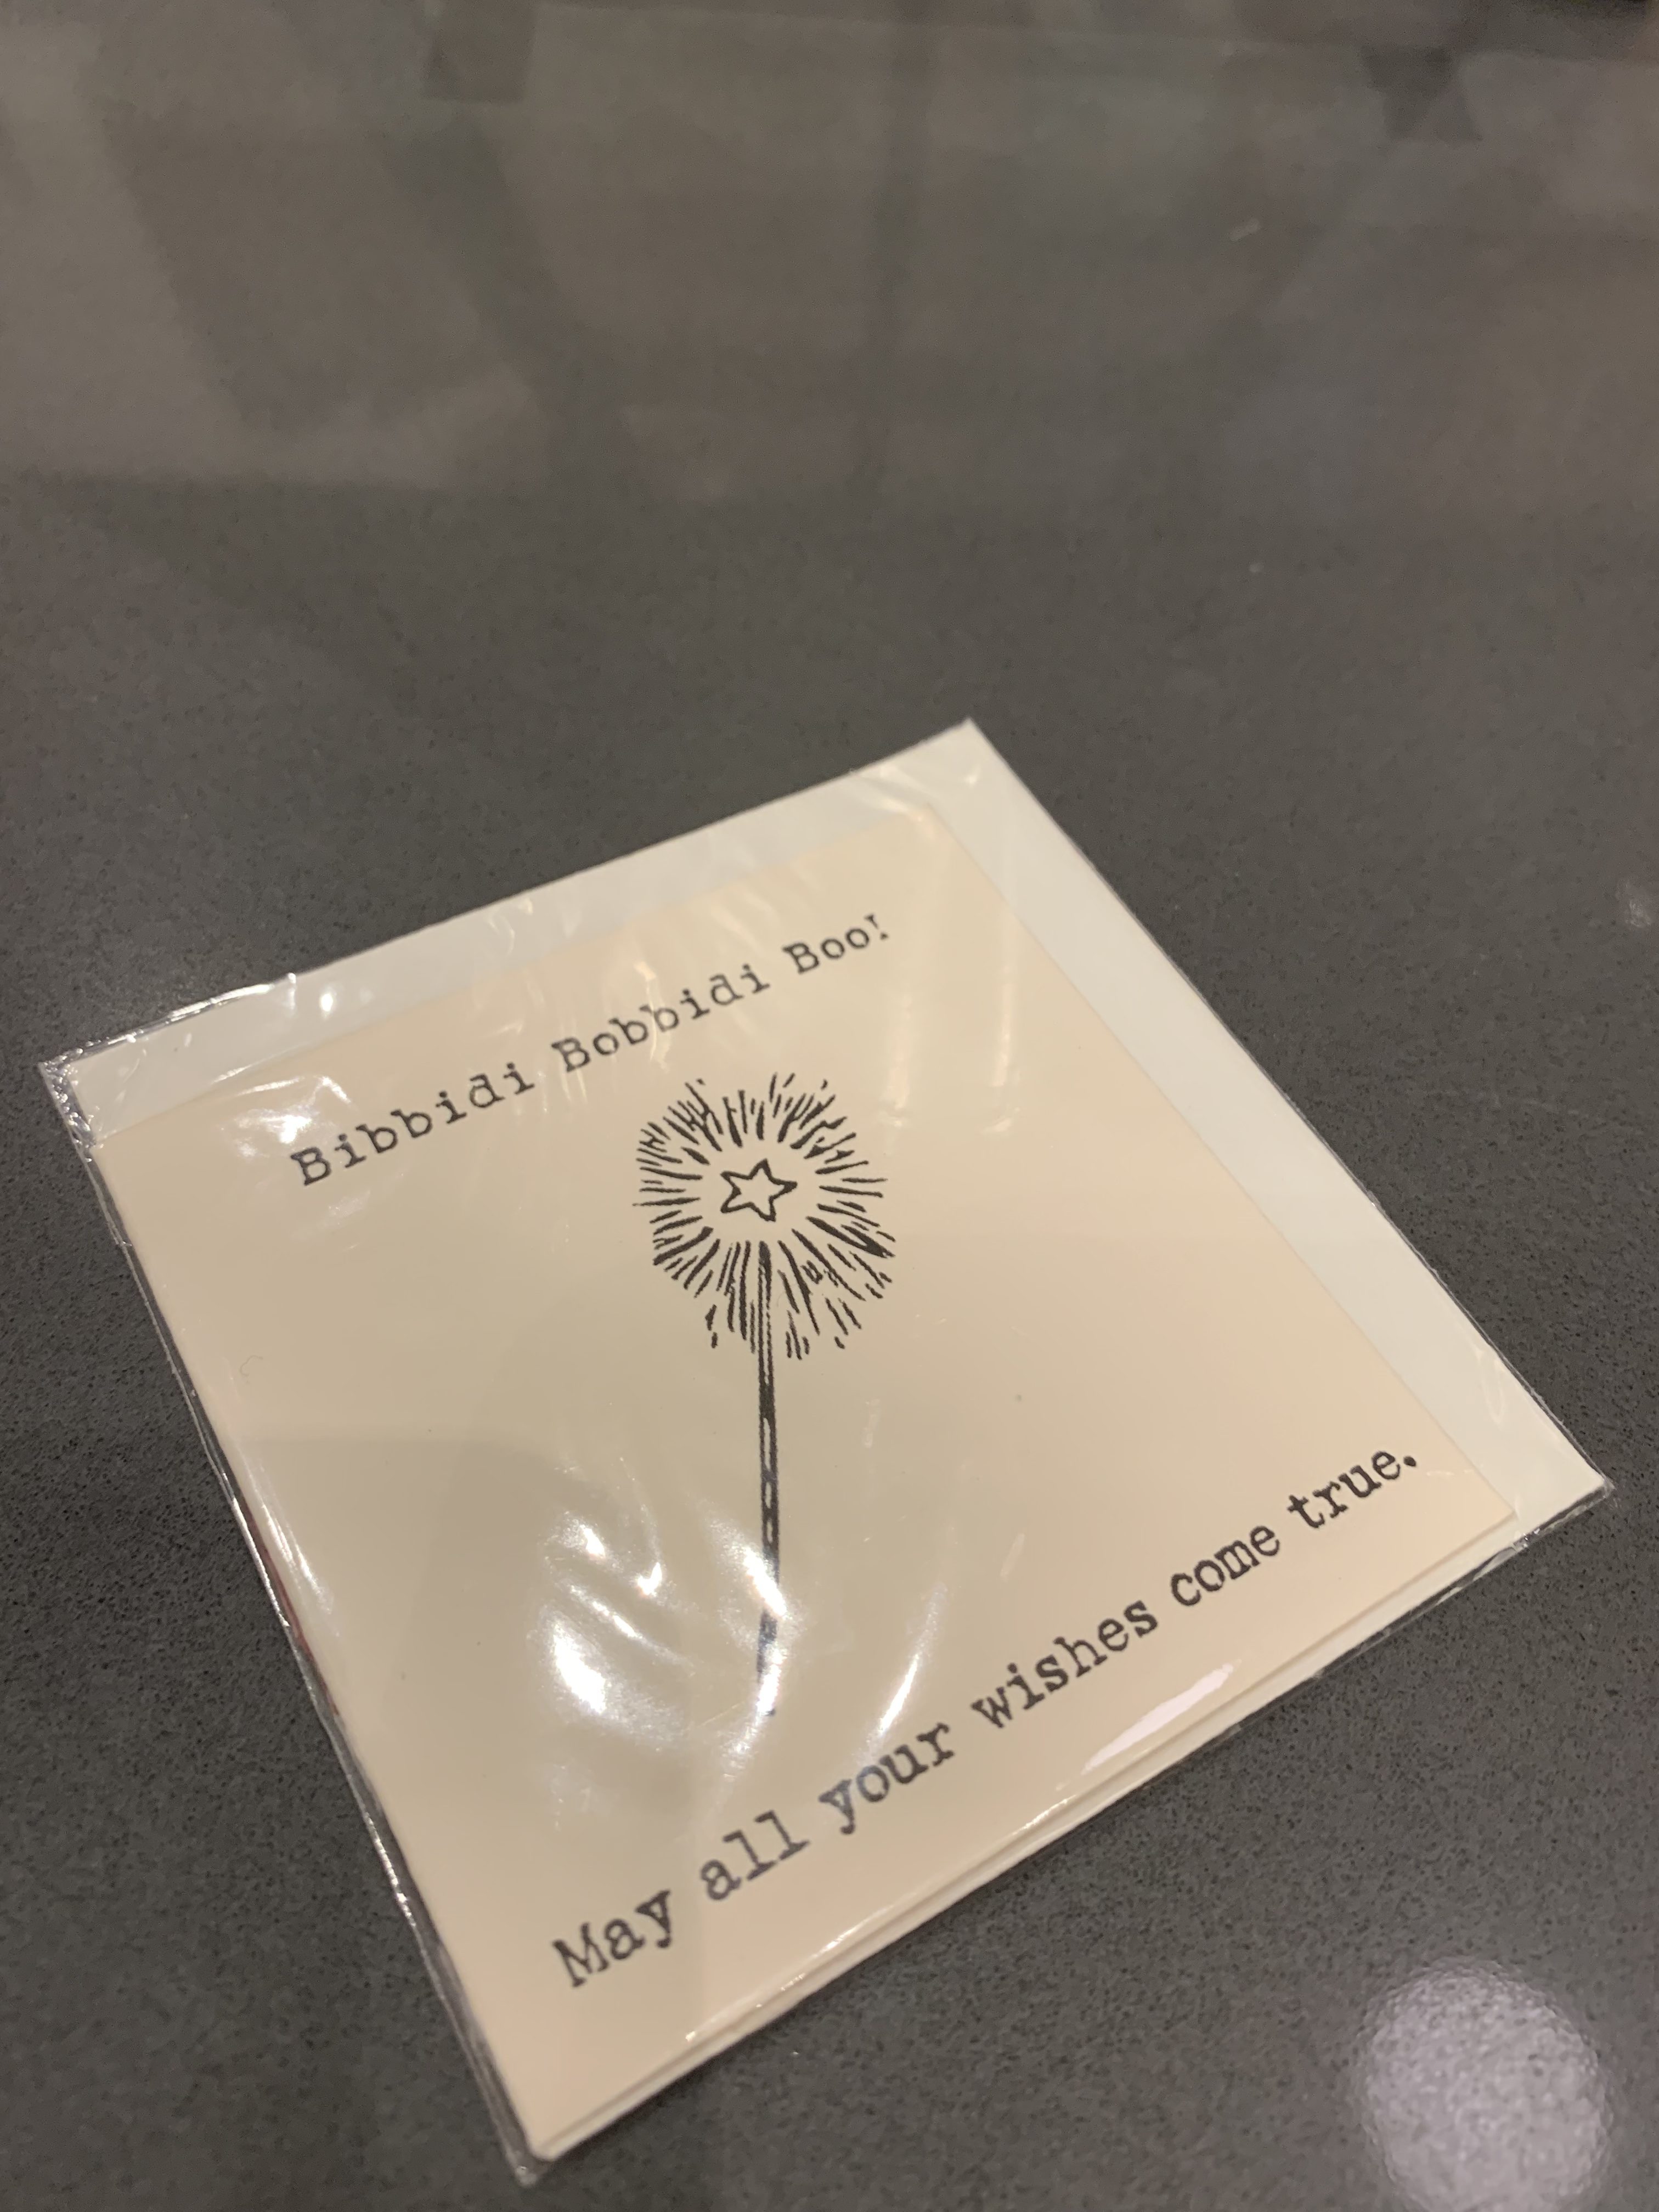 Bibbidi Bobbidi Boo!
May all your wishes come true.